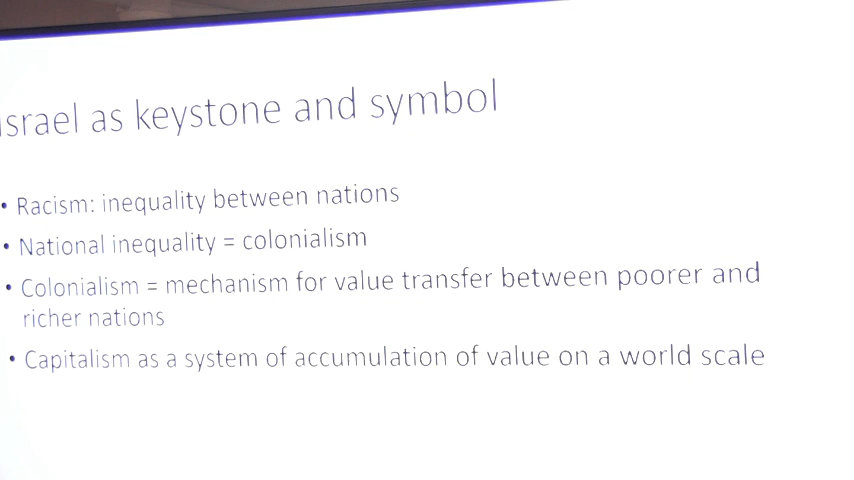 Israel as keystone and symbol
• Racism: inequality between nations
• National inequality = colonialism
• Colonialism = mechanism for value transfer between poorer and
richer nations
• Capitalism as a system of accumulation of value on a world scale